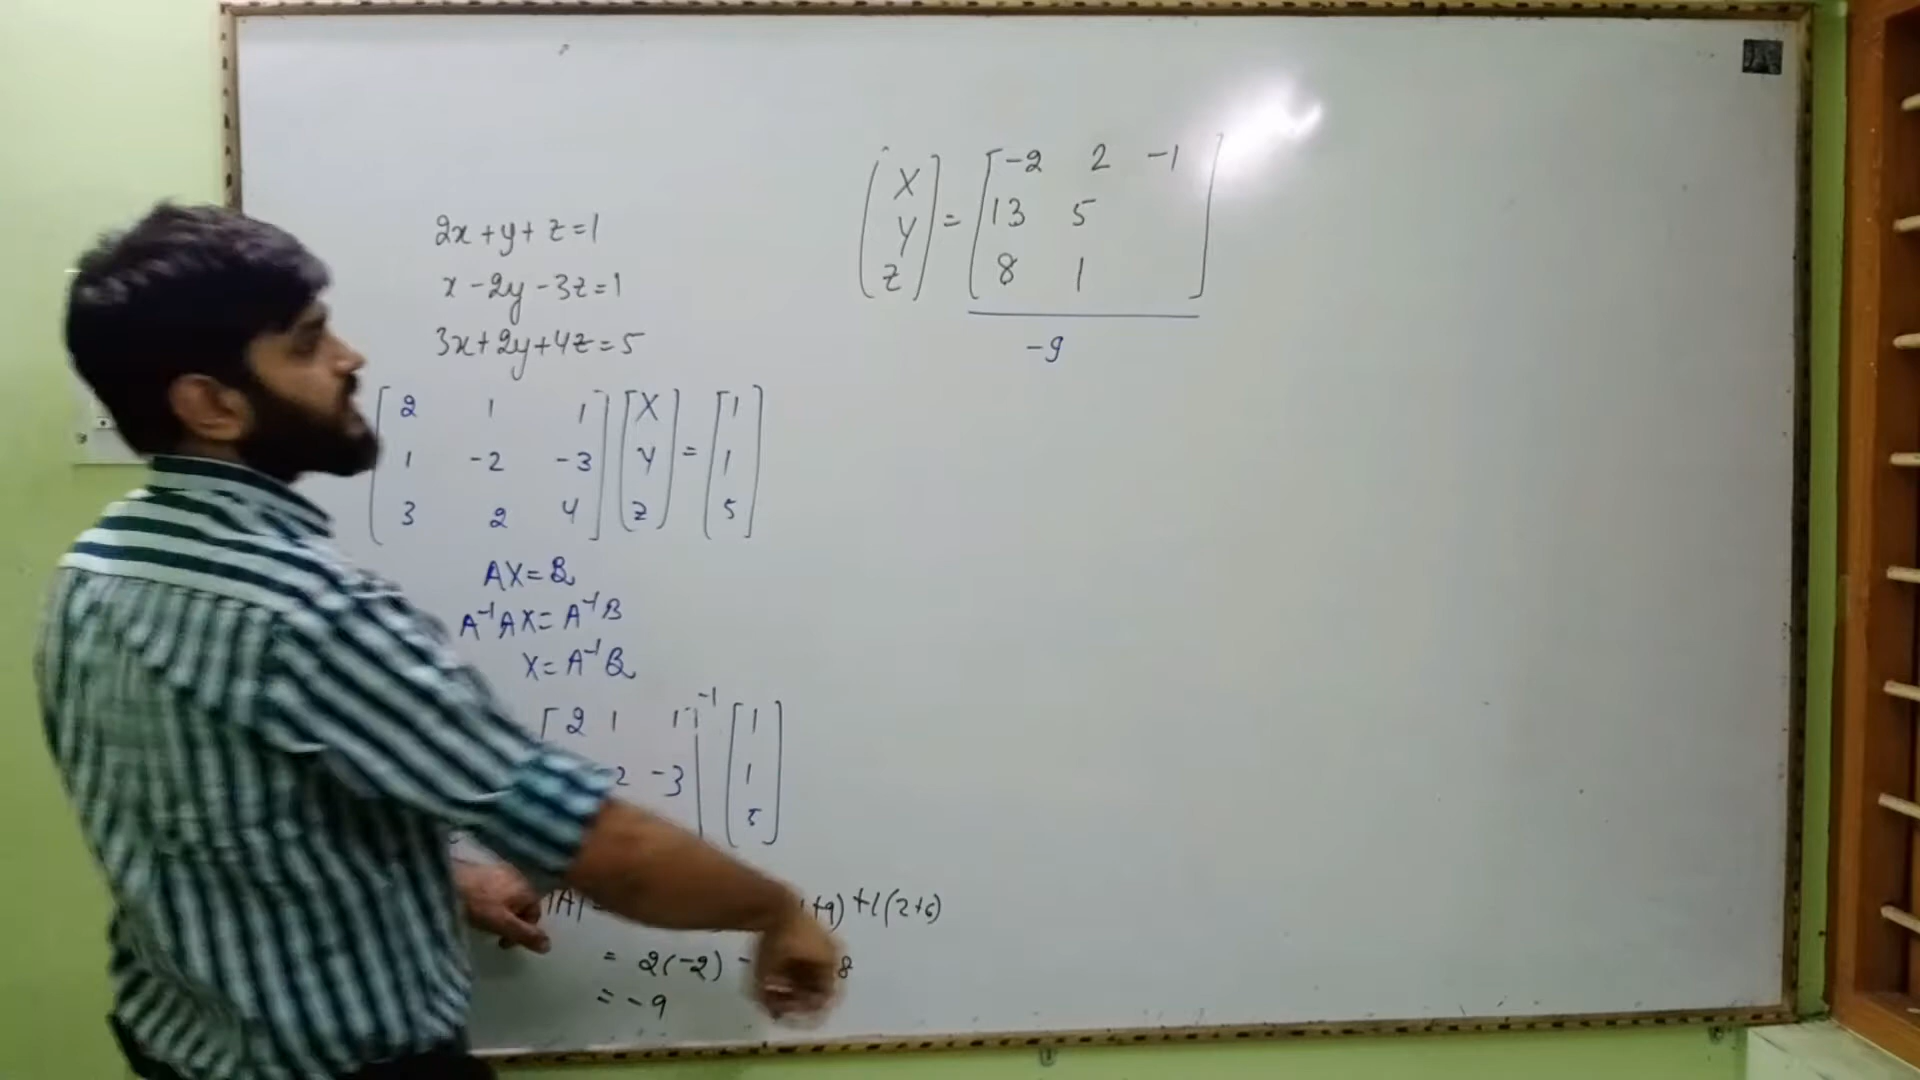 2x + y + z = 1
x - 2y - 3z = 1
3x + 2y + 4z = 5
[2 1 1] [X] = [1]
[1 -2 -3] [Y] [1]
[3 2 4] [Z] [5]
AX = B
A⁻¹AX = A⁻¹B
X = A⁻¹B
[2 1 1]⁻¹ [1]
2 -3] [1]
[5]
|A| = +9) + 1(2+6)
= 2(-2) - 8
= -9
[X] = [-2 2 -1]
[Y] [13 5 ]
[Z] [8 1 ]
-9